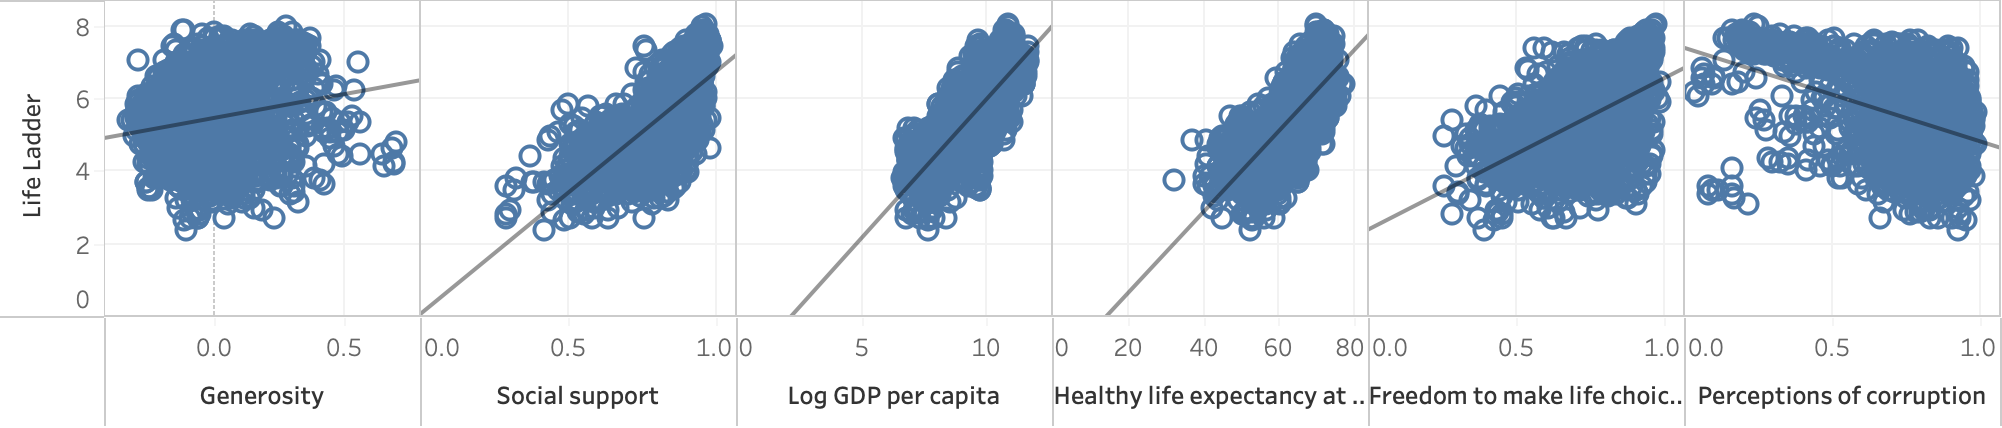 Life Ladder
8
6
4
2
0
0.0 0.5 0.0 0.5 1.0 0 5 10 0 20 40 60 80 0.0 0.5 1.0 0.0 0.5 1.0
Generosity Social support Log GDP per capita Healthy life expectancy at .. Freedom to make life choic.. Perceptions of corruption